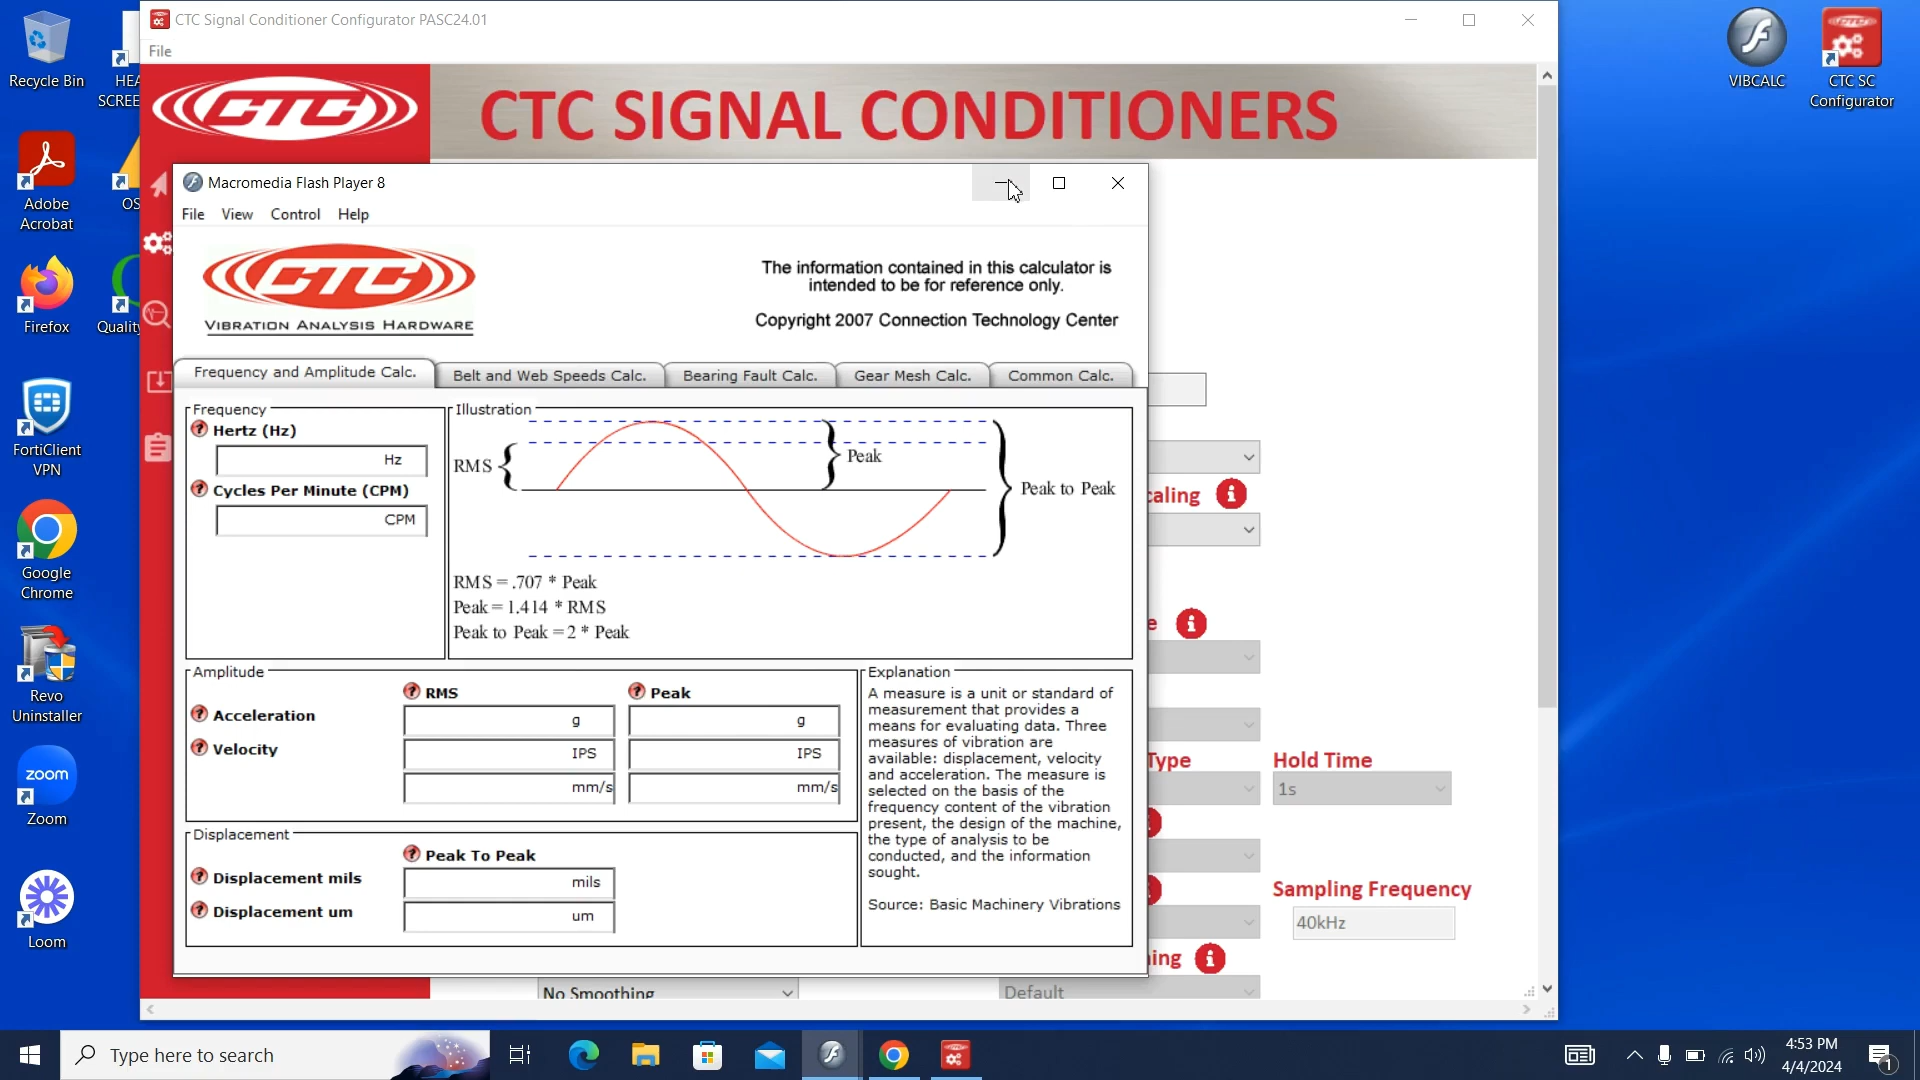 CTC Signal Conditioner Configurator PASC24.01
File
CTC
CTC SIGNAL CONDITIONERS
Recycle Bin
HEA
SCREE
Adobe
Acrobat
OS
Firefox
Quality
FortiClient
VPN
Google
Chrome
Revo
Uninstaller
zoom
Zoom
Loom
VIBCALC
CTC SC
Configurator
Macromedia Flash Player 8
File View Control Help
CTC
VIBRATION ANALYSIS HARDWARE
The information contained in this calculator is
intended to be for reference only.
Copyright 2007 Connection Technology Center
Frequency and Amplitude Calc. Belt and Web Speeds Calc. Bearing Fault Calc. Gear Mesh Calc. Common Calc.
Frequency
Hertz (Hz)
Hz
Cycles Per Minute (CPM)
CPM
Illustration
RMS
Peak
Peak to Peak
RMS = .707 * Peak
Peak = 1.414 * RMS
Peak to Peak = 2 * Peak
Amplitude
RMS Peak
Acceleration g g
Velocity IPS IPS
mm/s mm/s
Displacement
Peak To Peak
Displacement mils mils
Displacement um um
Explanation
A measure is a unit or standard of
measurement that provides a
means for evaluating data. Three
measures of vibration are
available: displacement, velocity
and acceleration. The measure is
selected on the basis of the
frequency content of the vibration
present, the design of the machine,
the type of analysis to be
conducted, and the information
sought.
Source: Basic Machinery Vibrations
caling
e
Type
Hold Time
1s
Sampling Frequency
40kHz
ning
No Smoothing
Default
Type here to search
4:53 PM
4/4/2024
1